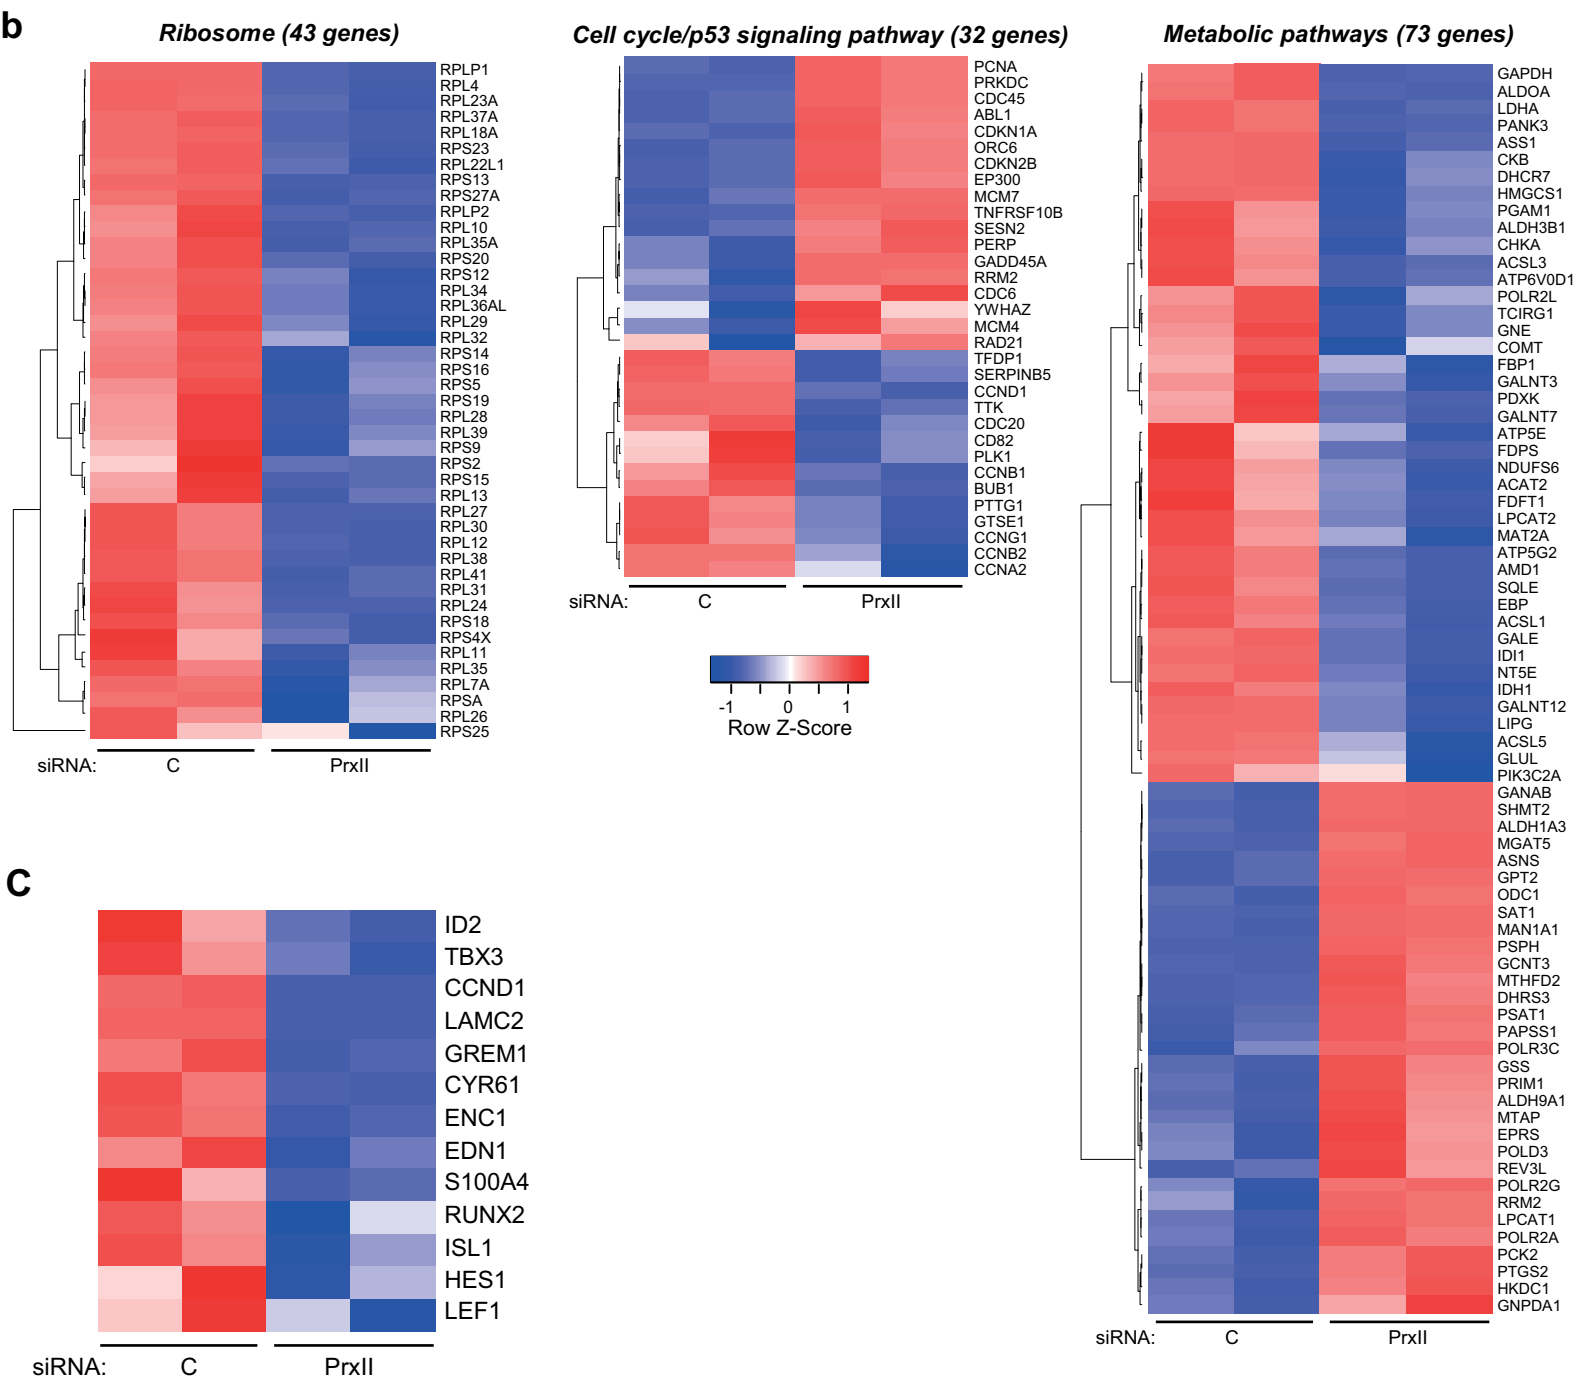 b
Ribosome (43 genes)
RPLP1
RPL4
RPL23A
RPL37A
RPL18A
RPS23
RPL22L1
RPS13
RPS27A
RPLP2
RPL10
RPL35A
RPS20
RPS12
RPL34
RPL36AL
RPL29
RPL32
RPS14
RPS16
RPS5
RPS19
RPL28
RPL39
RPS9
RPS2
RPS15
RPL13
RPL27
RPL30
RPL12
RPL38
RPL41
RPL31
RPL24
RPS18
RPS4X
RPL11
RPL35
RPL7A
RPSA
RPL26
RPS25
siRNA: C PrxII
Cell cycle/p53 signaling pathway (32 genes)
PCNA
PRKDC
CDC45
ABL1
CDKN1A
ORC6
CDKN2B
EP300
MCM7
TNFRSF10B
SESN2
PERP
GADD45A
RRM2
CDC6
YWHAZ
MCM4
RAD21
TFDP1
SERPINB5
CCND1
TTK
CDC20
CD82
PLK1
CCNB1
BUB1
PTTG1
GTSE1
CCNG1
CCNB2
CCNA2
siRNA: C PrxII
-1 0 1
Row Z-Score
Metabolic pathways (73 genes)
GAPDH
ALDOA
LDHA
PANK3
ASS1
CKB
DHCR7
HMGCS1
PGAM1
ALDH3B1
CHKA
ACSL3
ATP6V0D1
POLR2L
TCIRG1
GNE
COMT
FBP1
GALNT3
PDXK
GALNT7
ATP5E
FDPS
NDUFS6
ACAT2
FDFT1
LPCAT2
MAT2A
ATP5G2
AMD1
SQLE
EBP
ACSL1
GALE
IDI1
NT5E
IDH1
GALNT12
LIPG
ACSL5
GLUL
PIK3C2A
GANAB
SHMT2
ALDH1A3
MGAT5
ASNS
GPT2
ODC1
SAT1
MAN1A1
PSPH
GCNT3
MTHFD2
DHRS3
PSAT1
PAPSS1
POLR3C
GSS
PRIM1
ALDH9A1
MTAP
EPRS
POLD3
REV3L
POLR2G
RRM2
LPCAT1
POLR2A
PCK2
PTGS2
HKDC1
GNPDA1
siRNA: C PrxII
C
ID2
TBX3
CCND1
LAMC2
GREM1
CYR61
ENC1
EDN1
S100A4
RUNX2
ISL1
HES1
LEF1
siRNA: C PrxII